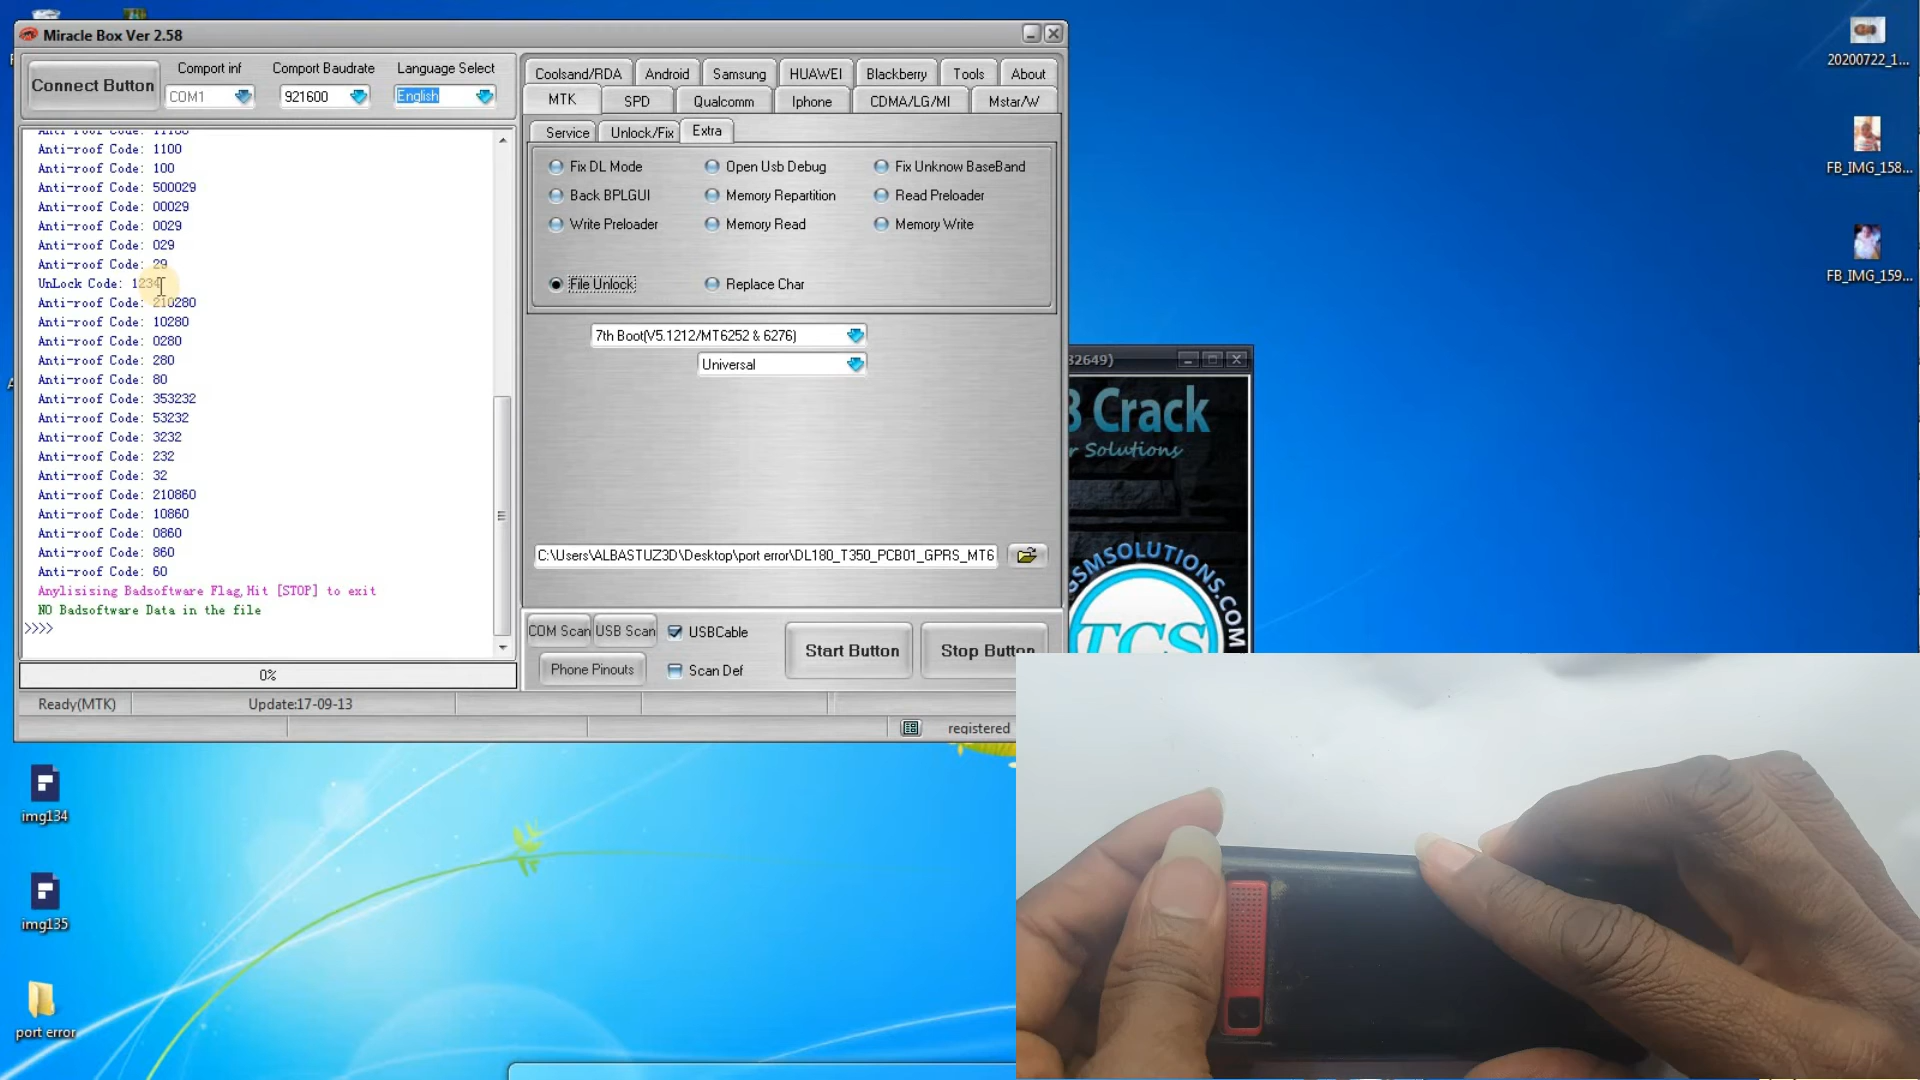 Miracle Box Ver 2.58
Connect Button
Comport inf
Comport Baudrate
Language Select
COM1
921600
English
Anti-roof Code: 1100
Anti-roof Code: 100
Anti-roof Code: 500029
Anti-roof Code: 00029
Anti-roof Code: 0029
Anti-roof Code: 029
Anti-roof Code: 29
UnLock Code: 1234
Anti-roof Code: 210280
Anti-roof Code: 10280
Anti-roof Code: 0280
Anti-roof Code: 280
Anti-roof Code: 80
Anti-roof Code: 353232
Anti-roof Code: 53232
Anti-roof Code: 3232
Anti-roof Code: 232
Anti-roof Code: 32
Anti-roof Code: 210860
Anti-roof Code: 10860
Anti-roof Code: 0860
Anti-roof Code: 860
Anti-roof Code: 60
Anylisising Badsoftware Flag,Hit [STOP] to exit
NO Badsoftware Data in the file
>>>>
0%
Ready(MTK)
Update:17-09-13
registered
Coolsand/RDA
Android
Samsung
HUAWEI
Blackberry
Tools
About
MTK
SPD
Qualcomm
Iphone
CDMA/LG/MI
Mstar/W
Service
Unlock/Fix
Extra
Fix DL Mode
Open Usb Debug
Fix Unknow BaseBand
Back BPLGUI
Memory Repartition
Read Preloader
Write Preloader
Memory Read
Memory Write
File Unlock
Replace Char
7th Boot(V5.1212/MT6252 & 6276)
Universal
C:\Users\ALBASTUZ3D\Desktop\port error\DL180_T350_PCB01_GPRS_MT6
COM Scan
USB Scan
USBCable
Phone Pinouts
Scan Def
Start Button
Stop Button
32649)
Crack
r Solutions
GSMSOLUTIONS.COM
TCS
20200722_1...
FB_IMG_158...
FB_IMG_159...
img134
img135
port error